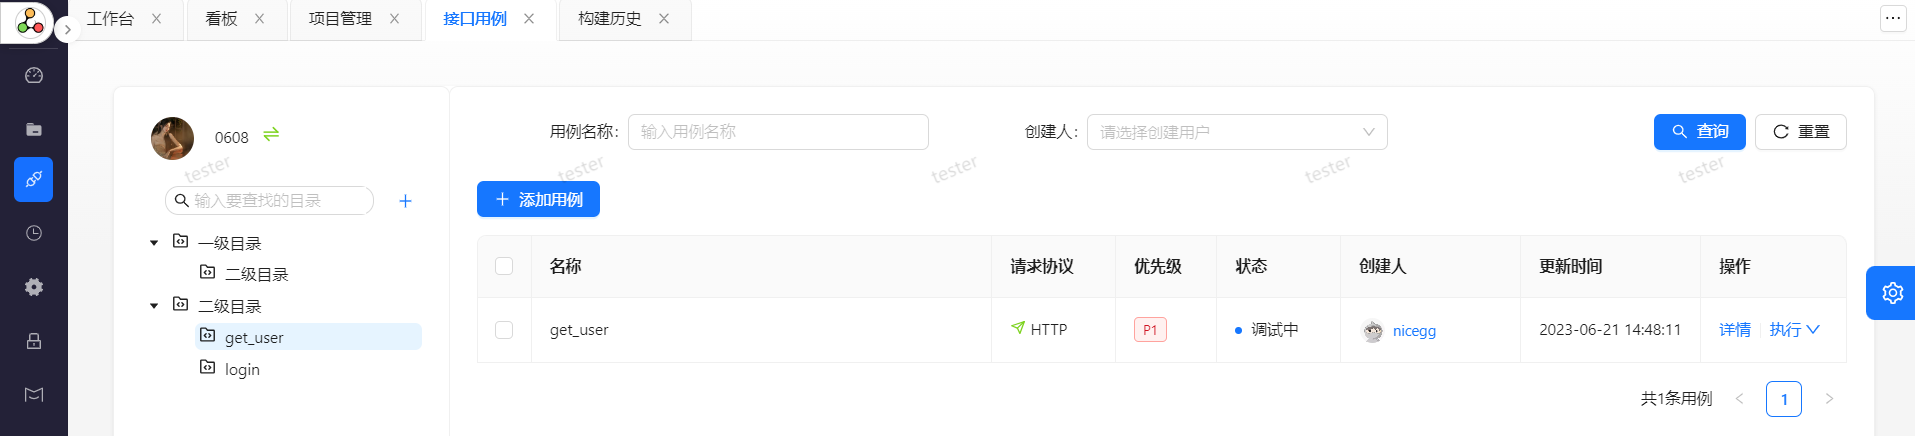 工作台
看板
项目管理
接口用例
构建历史
0608
输入要查找的目录
一级目录
二级目录
二级目录
get_user
login
用例名称：
输入用例名称
创建人：
请选择创建用户
查询
重置
tester
tester
tester
tester
tester
添加用例
名称
请求协议
优先级
状态
创建人
更新时间
操作
get_user
HTTP
P1
调试中
nicegg
2023-06-21 14:48:11
详情
执行
共1条用例
1